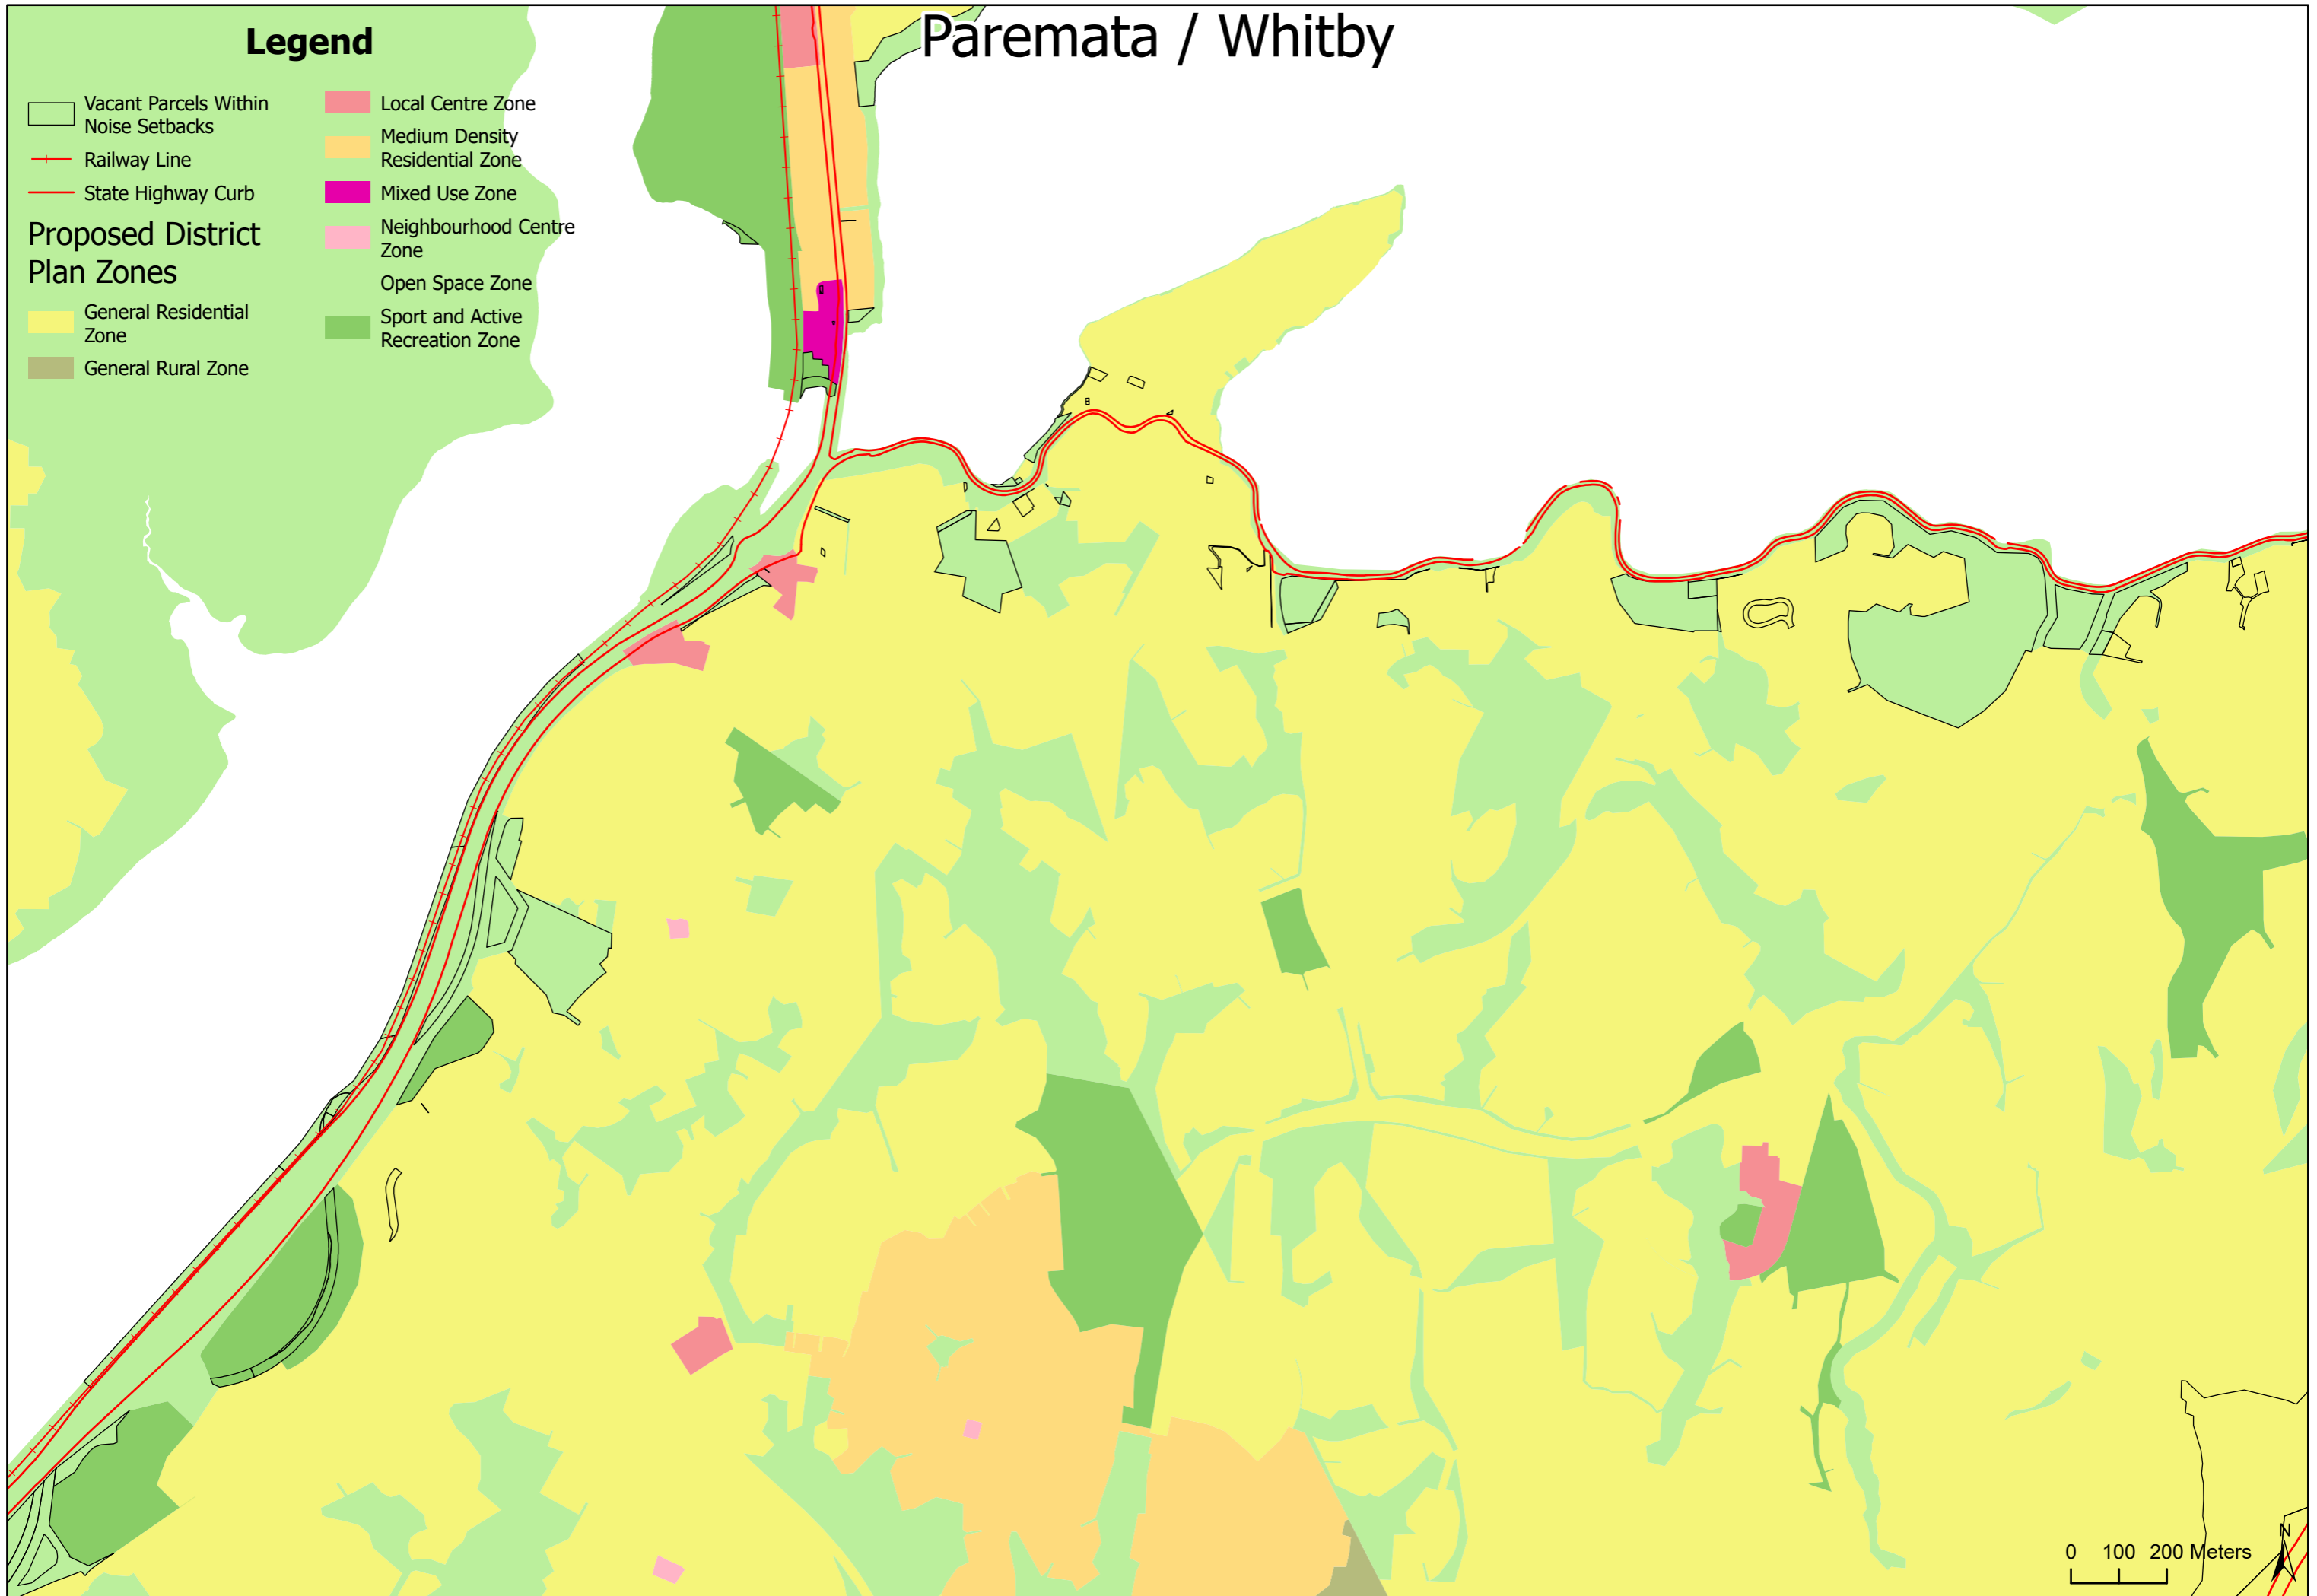 Paremata / Whitby
Legend
Vacant Parcels Within
Noise Setbacks
Railway Line
State Highway Curb
Proposed District
Plan Zones
General Residential
Zone
General Rural Zone
Local Centre Zone
Medium Density
Residential Zone
Mixed Use Zone
Neighbourhood Centre
Zone
Open Space Zone
Sport and Active
Recreation Zone
N
0 100 200 Meters